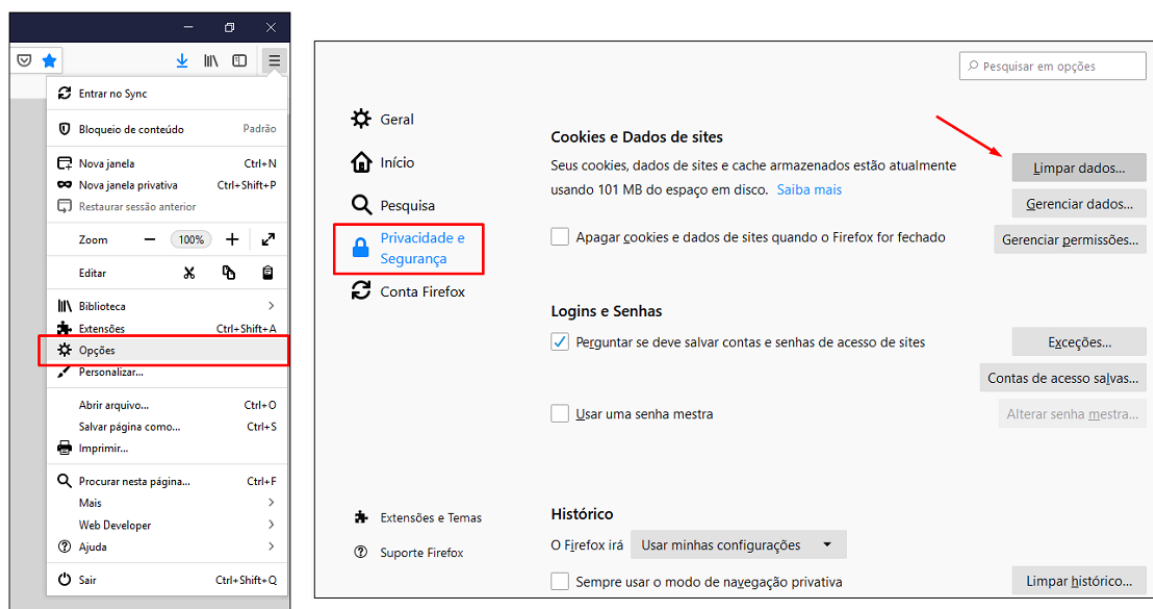 Entrar no Sync
Bloqueio de conteúdo Padrão
Nova janela Ctrl+N
Nova janela privativa Ctrl+Shift+P
Restaurar sessão anterior
Zoom 100%
Editar
Biblioteca
Extensões Ctrl+Shift+A
Opções
Personalizar...
Abrir arquivo... Ctrl+O
Salvar página como... Ctrl+S
Imprimir...
Procurar nesta página... Ctrl+F
Mais
Web Developer
Ajuda
Sair Ctrl+Shift+Q
Pesquisar em opções
Geral
Início
Pesquisa
Privacidade e
Segurança
Conta Firefox
Extensões e Temas
Suporte Firefox
Cookies e Dados de sites
Seus cookies, dados de sites e cache armazenados estão atualmente
usando 101 MB do espaço em disco. Saiba mais
Limpar dados...
Gerenciar dados...
Apagar cookies e dados de sites quando o Firefox for fechado
Gerenciar permissões...
Logins e Senhas
Perguntar se deve salvar contas e senhas de acesso de sites
Exceções...
Contas de acesso salvas...
Usar uma senha mestra
Alterar senha mestra...
Histórico
O Firefox irá Usar minhas configurações
Sempre usar o modo de navegação privativa
Limpar histórico...